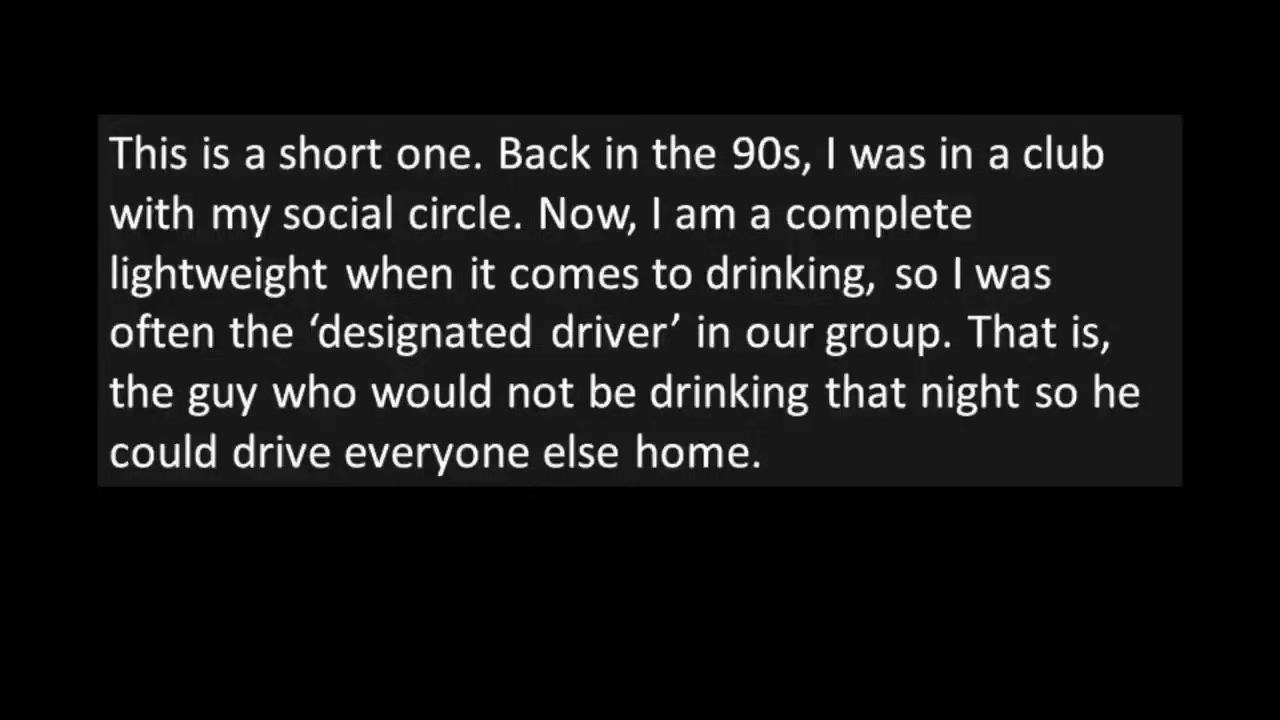 This is a short one. Back in the 90s, I was in a club
with my social circle. Now, I am a complete
lightweight when it comes to drinking, so I was
often the ‘designated driver’ in our group. That is,
the guy who would not be drinking that night so he
could drive everyone else home.